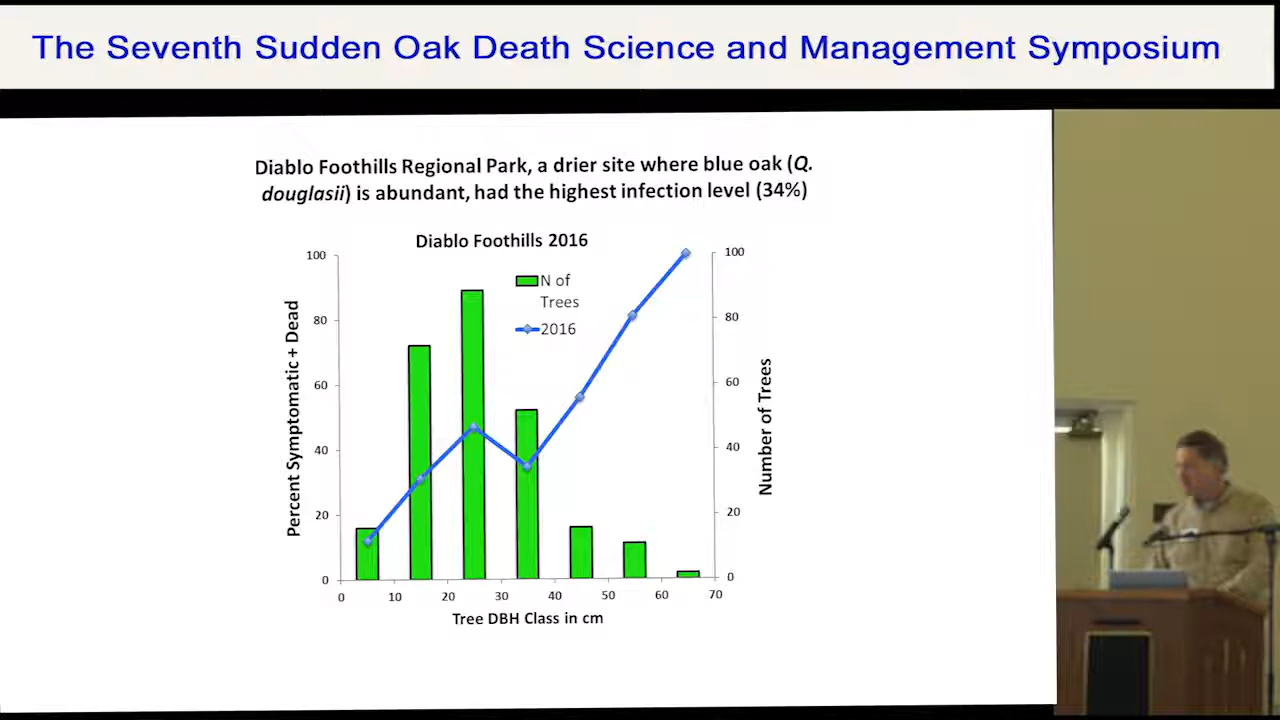 The Seventh Sudden Oak Death Science and Management Symposium
Diablo Foothills Regional Park, a drier site where blue oak (Q.
douglasii) is abundant, had the highest infection level (34%)
Diablo Foothills 2016
N of
Trees
2016
Percent Symptomatic + Dead
100
80
60
40
20
0
100
80
60
40
20
0
Number of Trees
0 10 20 30 40 50 60 70
Tree DBH Class in cm